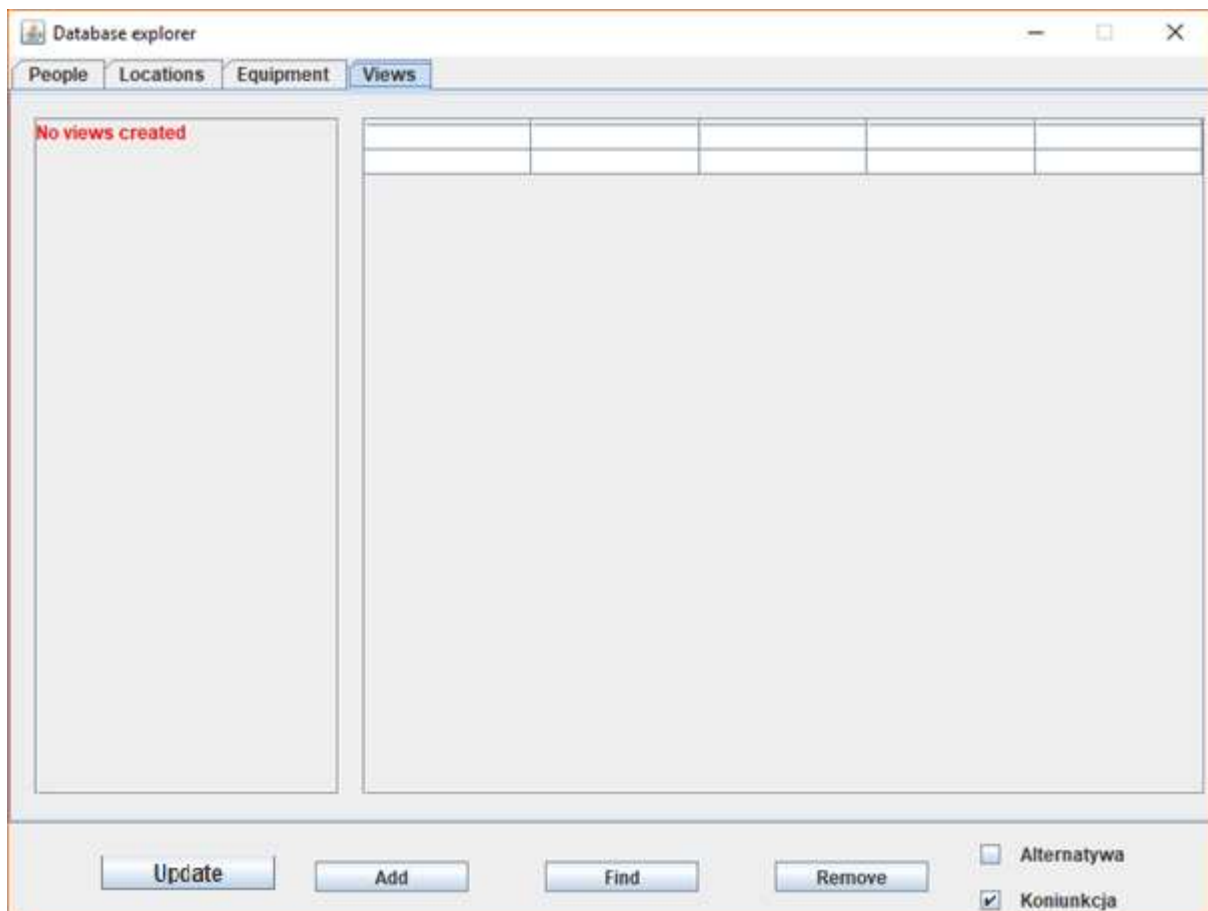 Database explorer
People Locations Equipment Views
No views created
Update Add Find Remove
Alternatywa
Koniunkcja